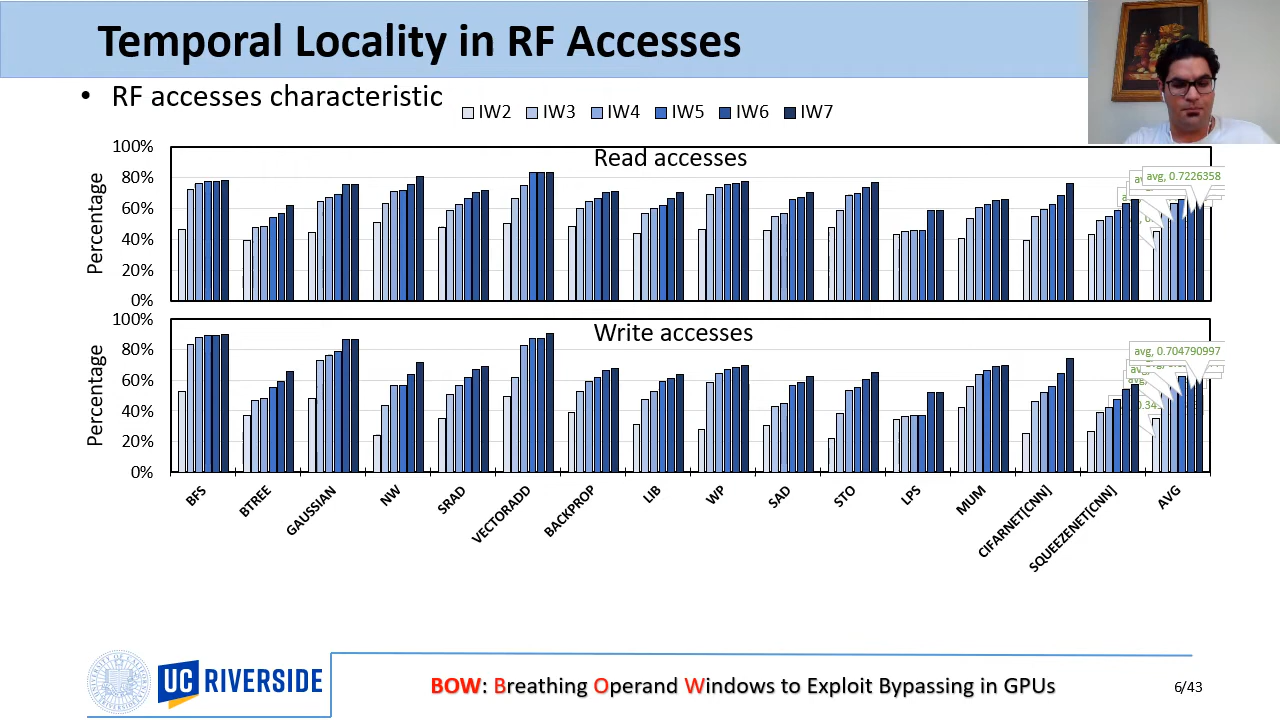 Temporal Locality in RF Accesses
• RF accesses characteristic
IW2 IW3 IW4 IW5 IW6 IW7
Read accesses
Percentage
100%
80%
60%
40%
20%
0%
avg, 0.7226358
Write accesses
Percentage
100%
80%
60%
40%
20%
0%
avg, 0.704790997
BFS
BTREE
GAUSSIAN
NW
SRAD
VECTORADD
BACKPROP
LIB
WP
SAD
STO
LPS
MUM
CIFARNET[CNN]
SQUEEZENET[CNN]
AVG
UC RIVERSIDE
BOW: Breathing Operand Windows to Exploit Bypassing in GPUs
6/43